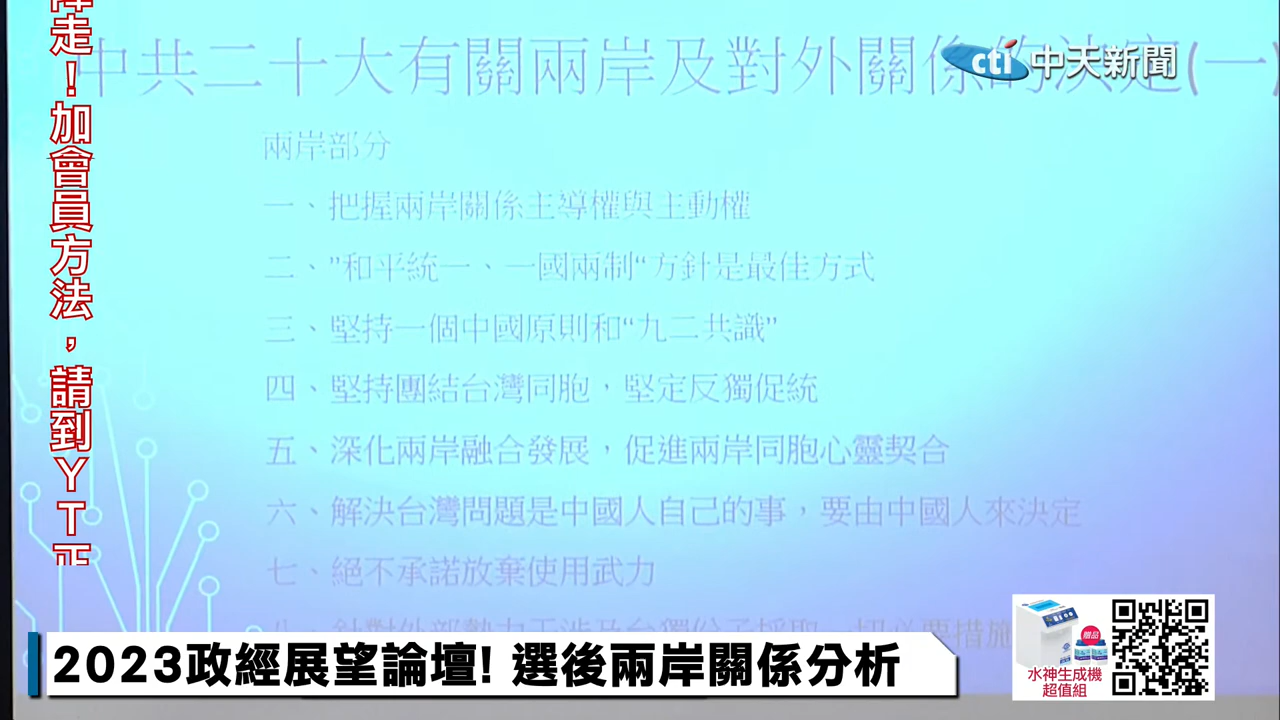 中共二十大有關兩岸及對外關係的決定(一)
cti中天新聞
兩岸部分
一、把握兩岸關係主導權與主動權
二、"和平統一、一國兩制“方針是最佳方式
三、堅持一個中國原則和“九二共識”
四、堅持團結台灣同胞，堅定反獨促統
五、深化兩岸融合發展，促進兩岸同胞心靈契合
六、解決台灣問題是中國人自己的事，要由中國人來決定
七、絕不承諾放棄使用武力
走！加會員方法，請到YT
2023政經展望論壇! 選後兩岸關係分析
贈品
水神生成機
超值組